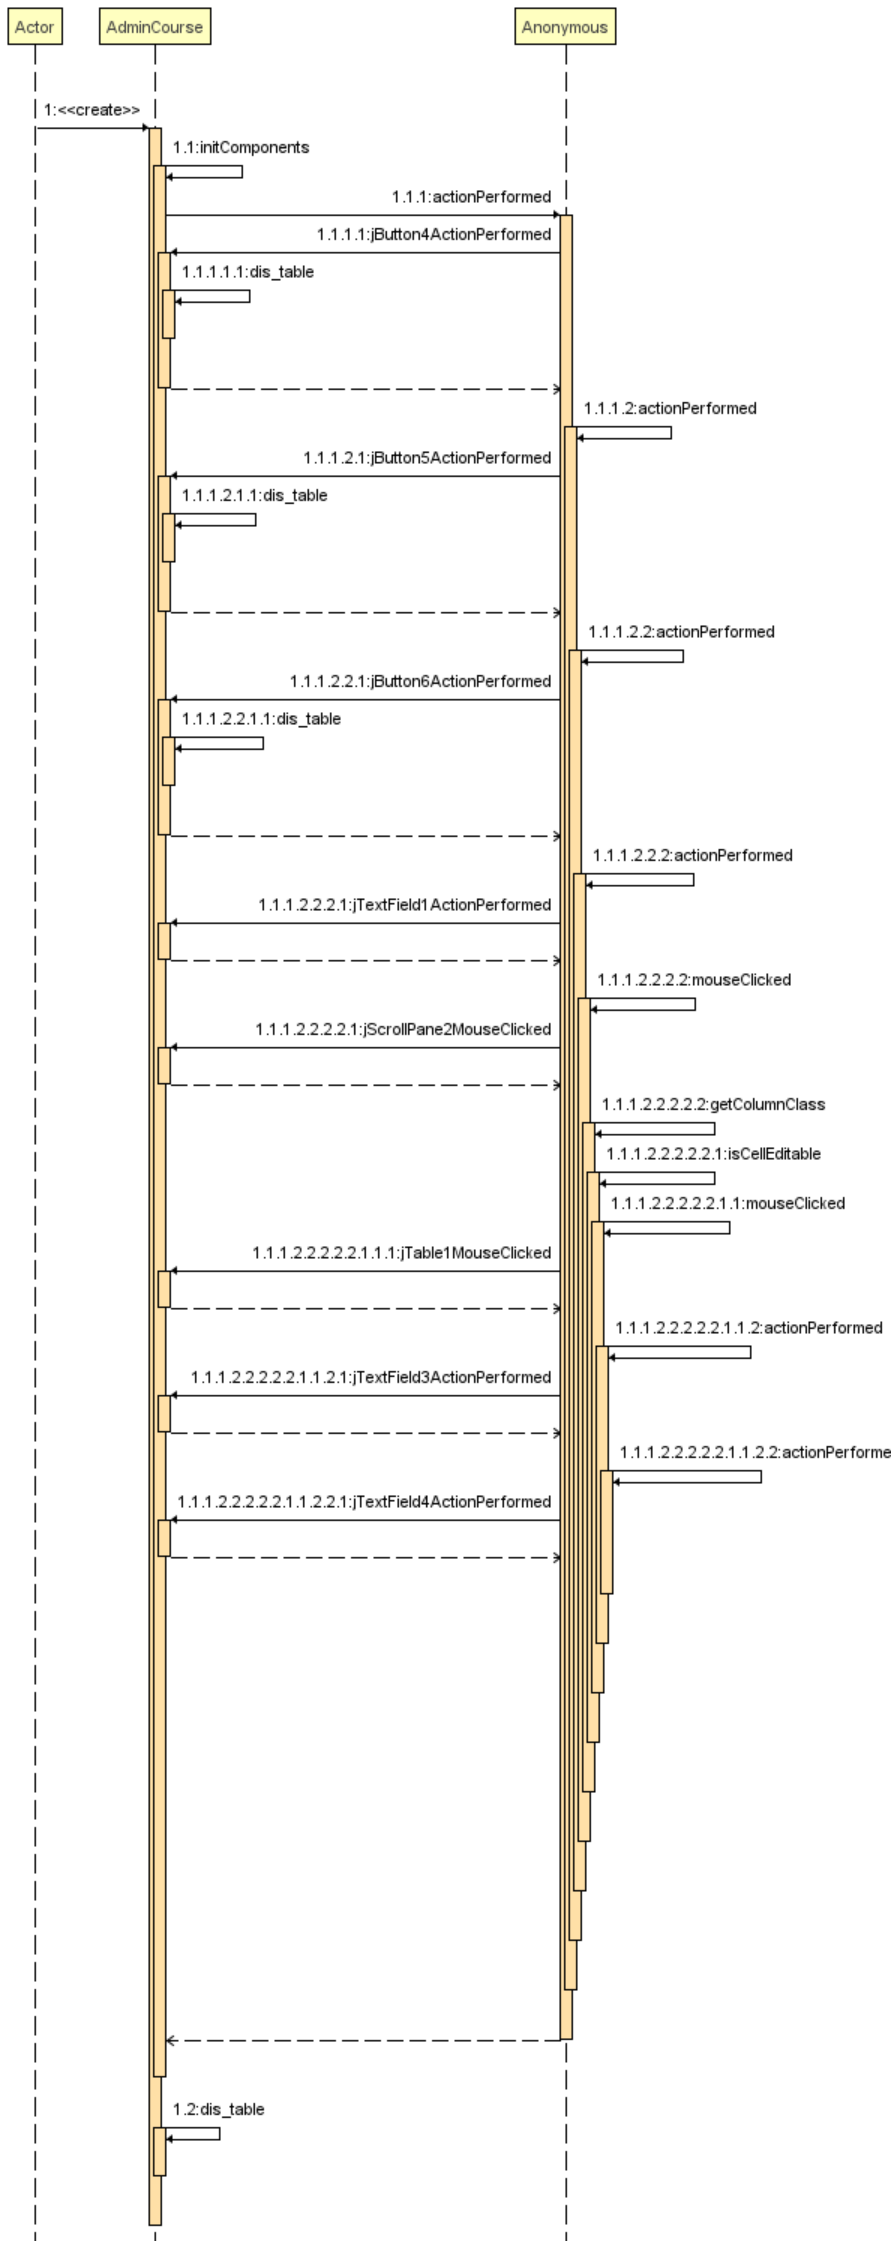 Actor AdminCourse Anonymous
1:<<create>>
1.1:initComponents
1.1.1:actionPerformed
1.1.1.1:jButton4ActionPerformed
1.1.1.1.1:dis_table
1.1.1.2:actionPerformed
1.1.1.2.1:jButton5ActionPerformed
1.1.1.2.1.1:dis_table
1.1.1.2.2:actionPerformed
1.1.1.2.2.1:jButton6ActionPerformed
1.1.1.2.2.1.1:dis_table
1.1.1.2.2.2:actionPerformed
1.1.1.2.2.2.1:jTextField1ActionPerformed
1.1.1.2.2.2.2:mouseClicked
1.1.1.2.2.2.2.1:jScrollPane2MouseClicked
1.1.1.2.2.2.2.2:getColumnClass
1.1.1.2.2.2.2.2.1:isCellEditable
1.1.1.2.2.2.2.2.1.1:mouseClicked
1.1.1.2.2.2.2.2.1.1.1:jTable1MouseClicked
1.1.1.2.2.2.2.2.1.1.2:actionPerformed
1.1.1.2.2.2.2.2.1.1.2.1:jTextField3ActionPerformed
1.1.1.2.2.2.2.2.1.1.2.2:actionPerforme
1.1.1.2.2.2.2.2.1.1.2.2.1:jTextField4ActionPerformed
1.2:dis_table